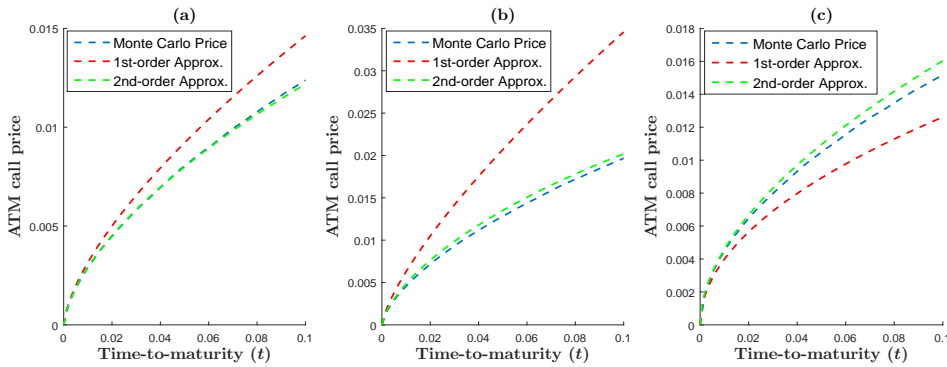 (a)
0.015
0.01
0.005
0
ATM call price
Monte Carlo Price
1st-order Approx.
2nd-order Approx.
0 0.02 0.04 0.06 0.08 0.1
Time-to-maturity (t)
(b)
0.035
0.03
0.025
0.02
0.015
0.01
0.005
0
ATM call price
Monte Carlo Price
1st-order Approx.
2nd-order Approx.
0 0.02 0.04 0.06 0.08 0.1
Time-to-maturity (t)
(c)
0.018
0.016
0.014
0.012
0.01
0.008
0.006
0.004
0.002
0
ATM call price
Monte Carlo Price
1st-order Approx.
2nd-order Approx.
0 0.02 0.04 0.06 0.08 0.1
Time-to-maturity (t)